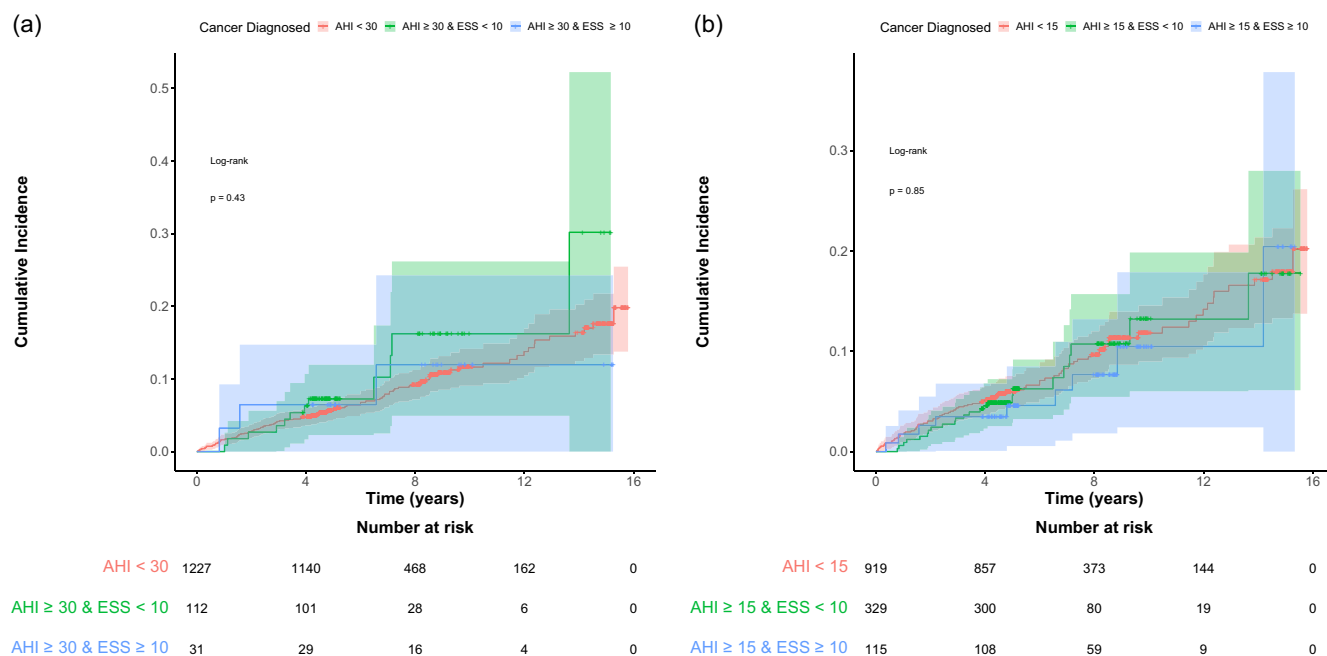 (a)
Cancer Diagnosed AHI < 30 AHI ≥ 30 & ESS < 10 AHI ≥ 30 & ESS ≥ 10
0.5
0.4
0.3
0.2
0.1
0.0
Cumulative Incidence
Log-rank
p = 0.43
0 4 8 12 16
Time (years)
Number at risk
AHI < 30 1227 1140 468 162 0
AHI ≥ 30 & ESS < 10 112 101 28 6 0
AHI ≥ 30 & ESS ≥ 10 31 29 16 4 0
(b)
Cancer Diagnosed AHI < 15 AHI ≥ 15 & ESS < 10 AHI ≥ 15 & ESS ≥ 10
0.3
0.2
0.1
0.0
Cumulative Incidence
Log-rank
p = 0.85
0 4 8 12 16
Time (years)
Number at risk
AHI < 15 919 857 373 144 0
AHI ≥ 15 & ESS < 10 329 300 80 19 0
AHI ≥ 15 & ESS ≥ 10 115 108 59 9 0